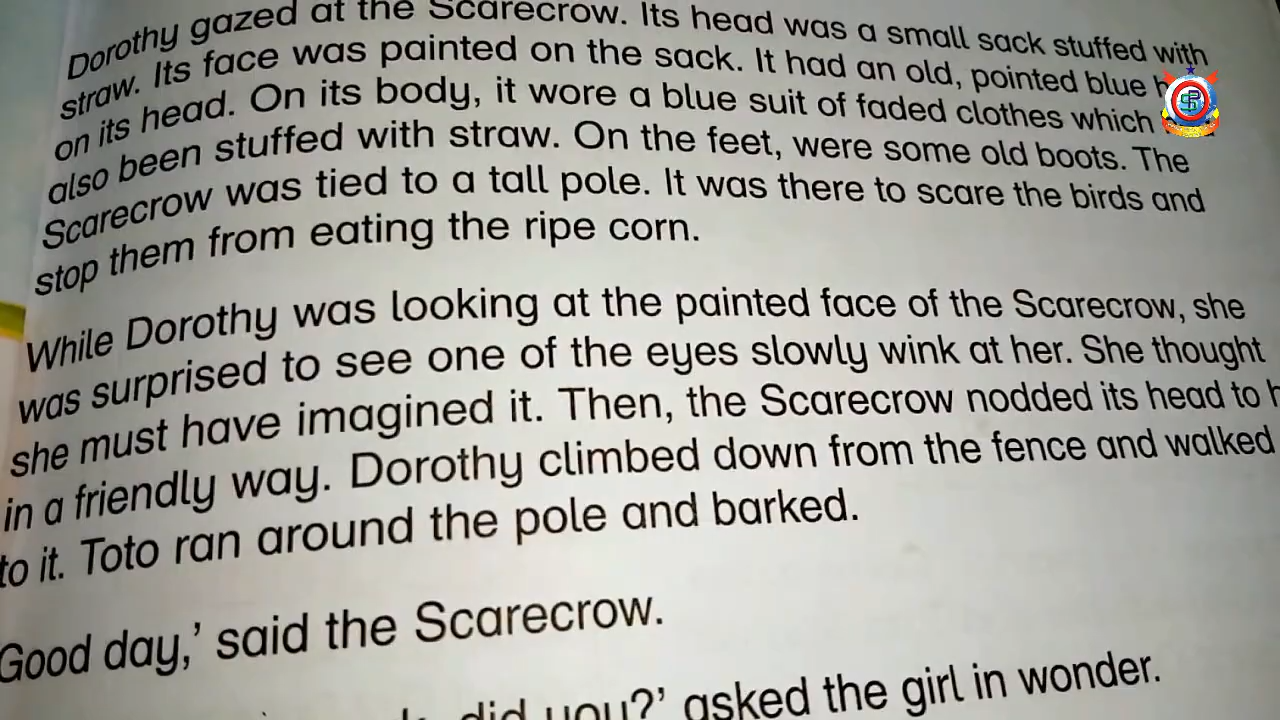 Dorothy gazed at the Scarecrow. Its head was a small sack stuffed with
straw. Its face was painted on the sack. It had an old, pointed blue
on its head. On its body, it wore a blue suit of faded clothes which
also been stuffed with straw. On the feet, were some old boots. The
Scarecrow was tied to a tall pole. It was there to scare the birds and
stop them from eating the ripe corn.
While Dorothy was looking at the painted face of the Scarecrow, she
was surprised to see one of the eyes slowly wink at her. She thought
she must have imagined it. Then, the Scarecrow nodded its head to
in a friendly way. Dorothy climbed down from the fence and walked
to it. Toto ran around the pole and barked.
Good day,’ said the Scarecrow.
did you?’ asked the girl in wonder.